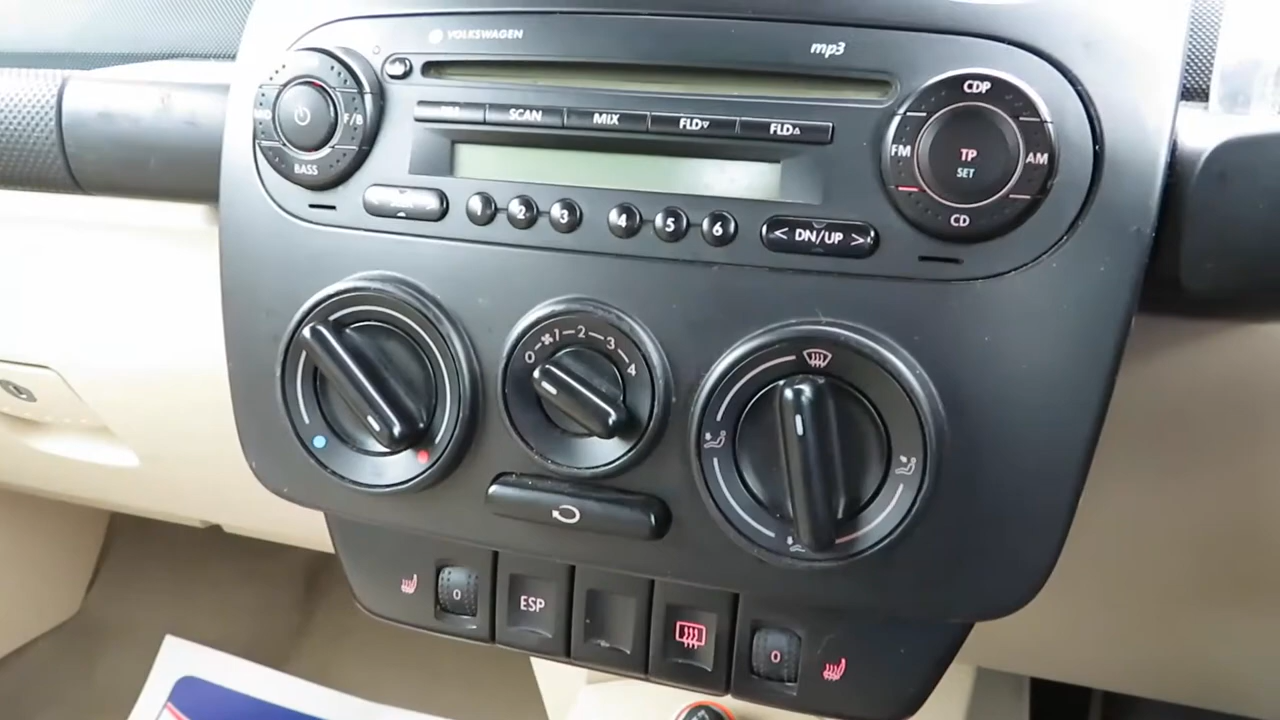 VOLKSWAGEN
mp3
SCAN MIX FLD▿ FLD▵
F/B
BASS
CDP
FM TP AM
SET
CD
1 2 3 4 5 6
< DN/UP >
0 1 2 3 4
0 ESP 0